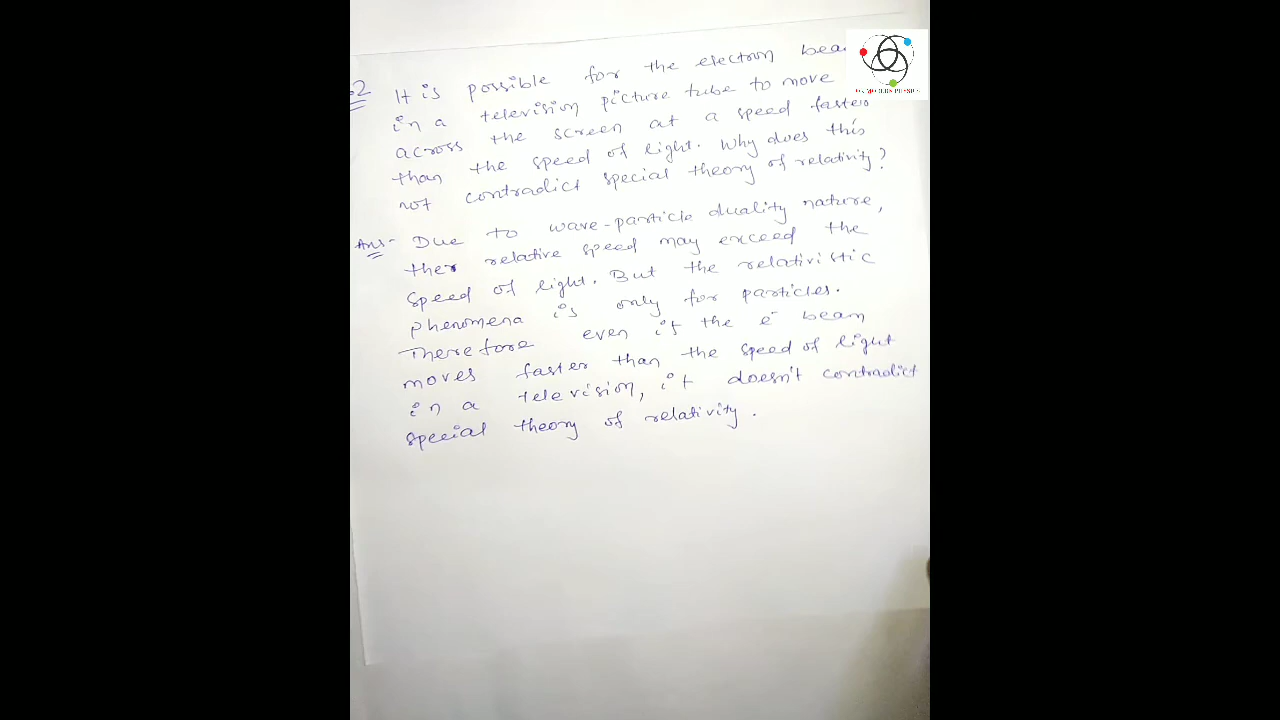 .2 It is possible for the electron bea
in a television picture tube to move
across the screen at a speed faster
than the speed of light. Why does this
not contradict special theory of relativity?
Ans- Due to wave-particle duality nature,
ther relative speed may exceed the
speed of light. But the relativistic
phenomena is only for particles.
Therefore even if the e⁻ beam
moves faster than the speed of light
in a television, it doesn't contradict
special theory of relativity.
PHYSICS